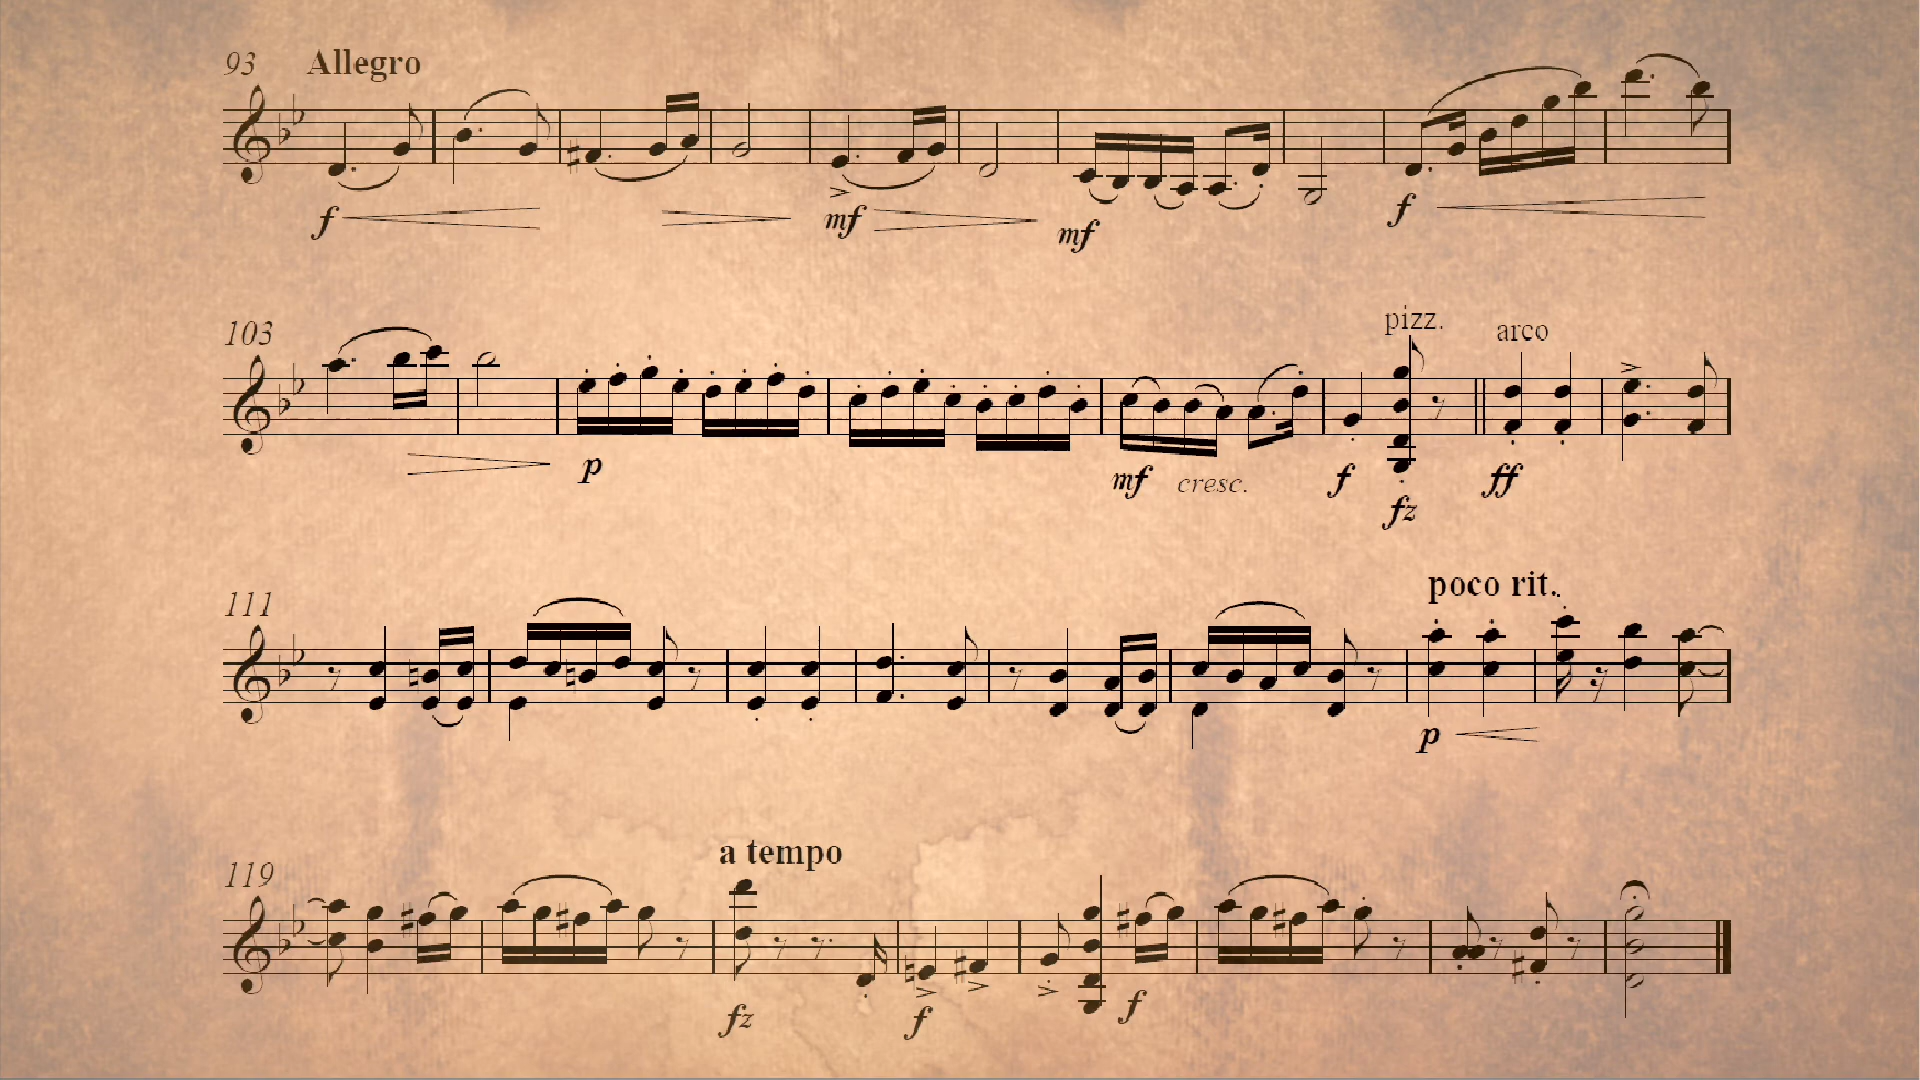 93 Allegro
f mf mf f
103 pizz. arco
p mf cresc. f fz ff
111 poco rit.
p
119 a tempo
fz f f